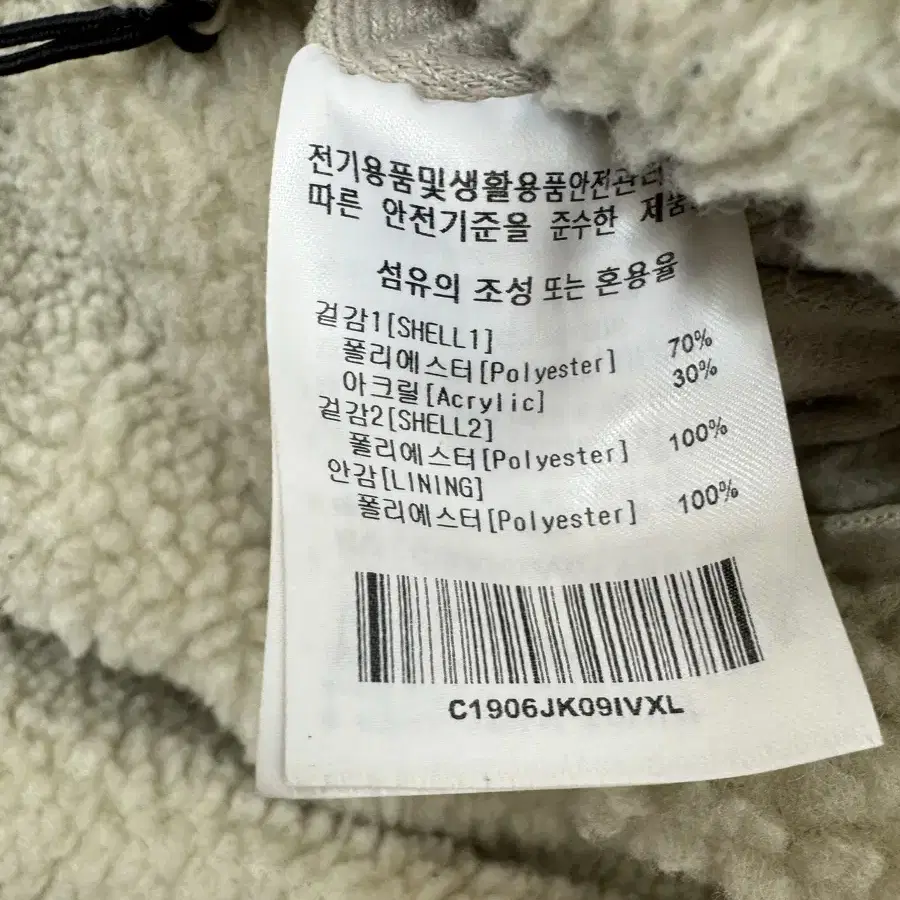 전기용품및생활용품안전관리
따른 안전기준을 준수한 제품
섬유의 조성 또는 혼용율
겉감1[SHELL1]
폴리에스터[Polyester] 70%
아크릴[Acrylic] 30%
겉감2[SHELL2]
폴리에스터[Polyester] 100%
안감[LINING]
폴리에스터[Polyester] 100%
C1906JK09IVXL